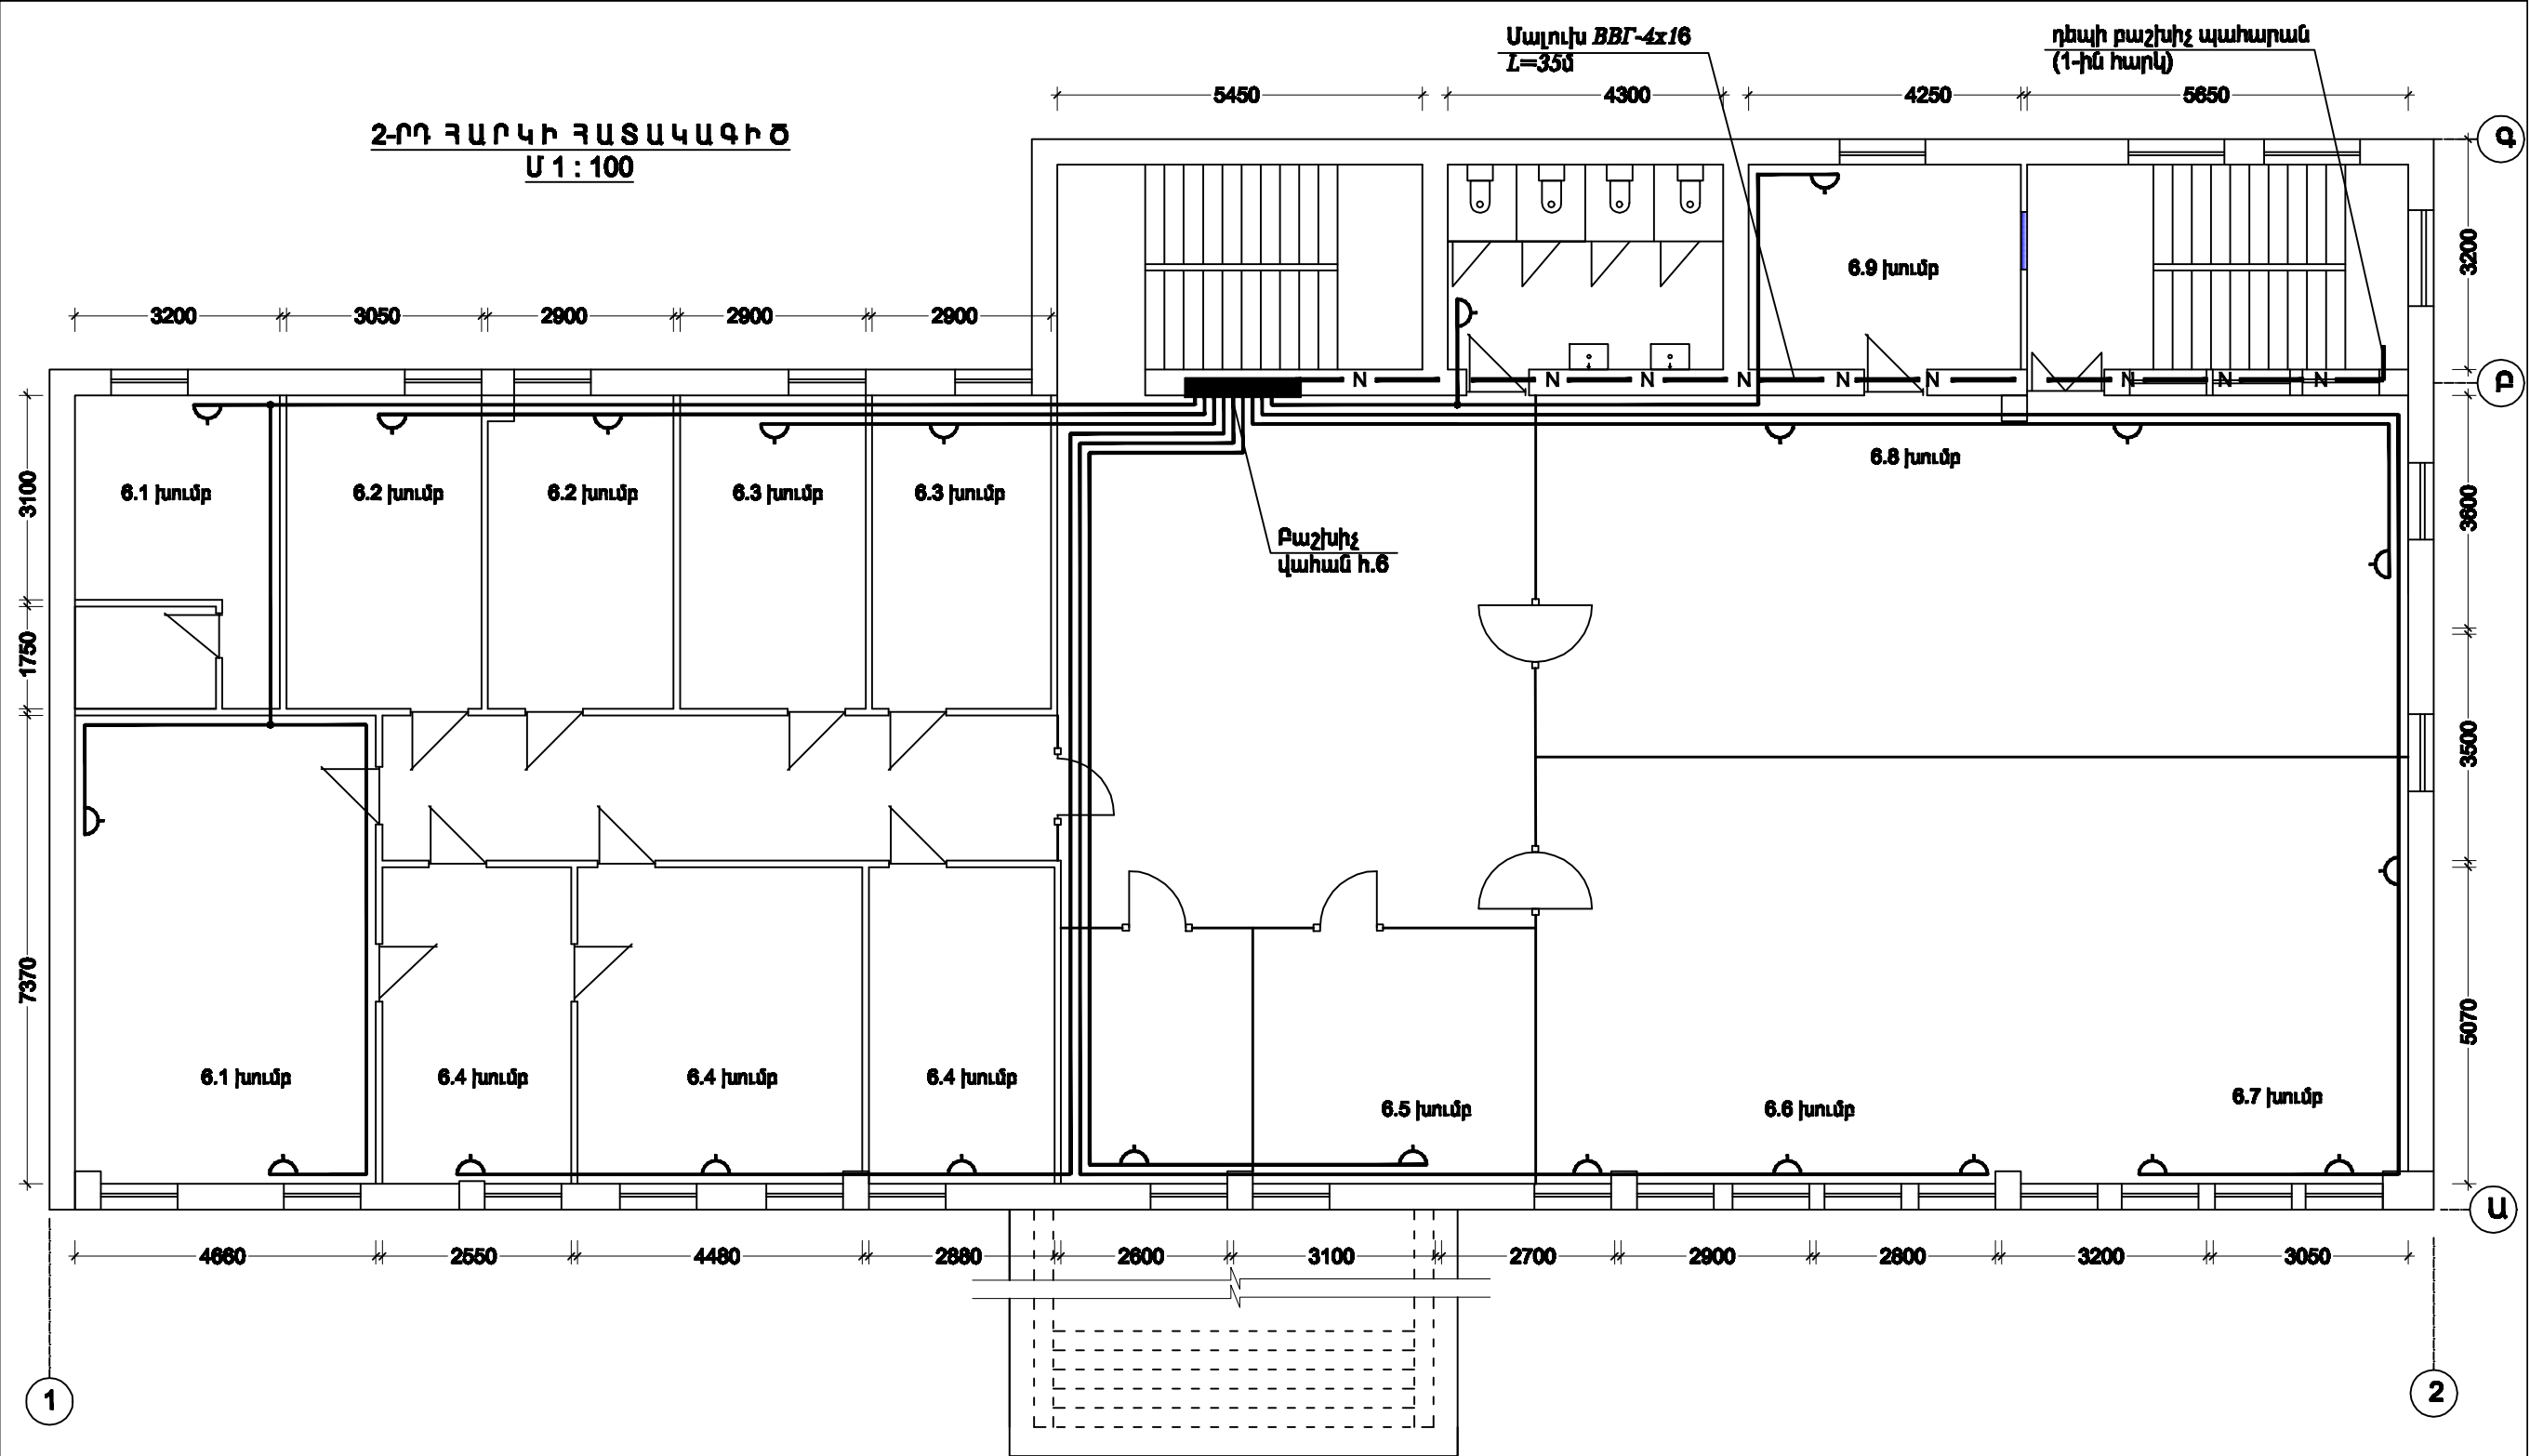 Մալուխ ВВГ-4x16
L=35մ
դեպի բաշխիչ պահարան
(1-ին հարկ)
5450
4300
4250
5650
2-ՐԴ ՀԱՐԿԻ ՀԱՏԱԿԱԳԻԾ
Մ 1 : 100
Գ
3200
6.9 խումբ
3200
3050
2900
2900
2900
N
N
N
N
N
N
N
N
N
Բ
6.8 խումբ
3100
6.1 խումբ
6.2 խումբ
6.2 խումբ
6.3 խումբ
6.3 խումբ
3600
Բաշխիչ
վահան հ.6
1750
3500
7370
5070
6.1 խումբ
6.4 խումբ
6.4 խումբ
6.4 խումբ
6.5 խումբ
6.6 խումբ
6.7 խումբ
Ա
4660
2550
4480
2880
2600
3100
2700
2900
2800
3200
3050
1
2